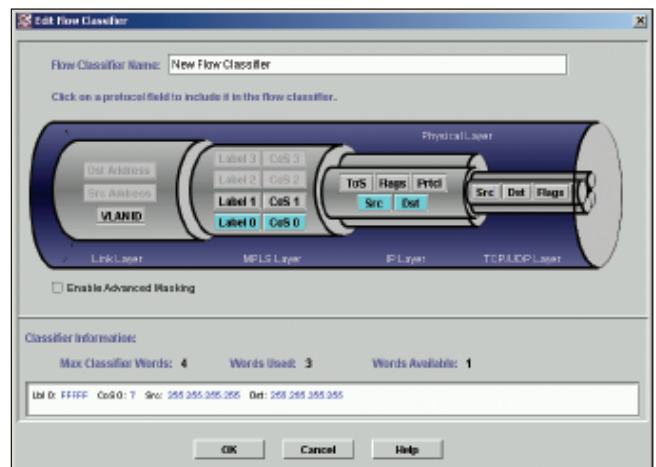 Edit Flow Classifier
Flow Classifier Name: New Flow Classifier
Click on a protocol field to include it in the flow classifier.
Physical Layer
Dst Address
Src Address
VLAN ID
Label 3 CoS 3
Label 2 CoS 2
Label 1 CoS 1
Label 0 CoS 0
ToS Flags Prtcl
Src Dst
Src Dst Flags
Link Layer MPLS Layer IP Layer TCP/UDP Layer
Enable Advanced Masking
Classifier Information:
Max Classifier Words: 4 Words Used: 3 Words Available: 1
Lbl 0: FFFFF CoS 0: 7 Src: 255.255.255.255 Dst: 255.255.255.255
OK Cancel Help